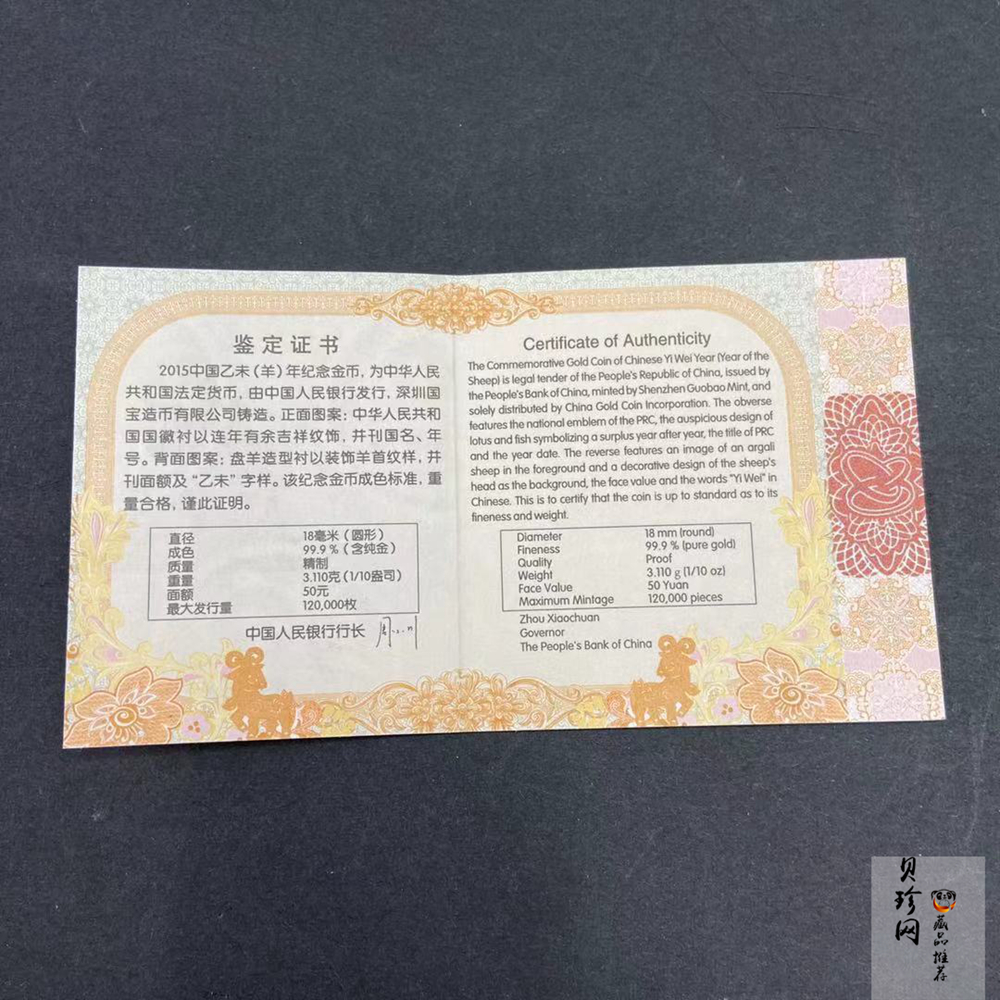 鉴定证书
2015中国乙未（羊）年纪念金币，为中华人民
共和国法定货币，由中国人民银行发行，深圳国
宝造币有限公司铸造。正面图案：中华人民共和
国国徽衬以连年有余吉祥纹饰，并刊国名、年
号。背面图案：盘羊造型衬以装饰羊首纹样，并
刊面额及“乙未”字样。该纪念金币成色标准，重
量合格，谨此证明。
直径 18毫米（圆形）
成色 99.9％（含纯金）
质量 精制
重量 3.110克（1/10盎司）
面额 50元
最大发行量 120,000枚
中国人民银行行长
Certificate of Authenticity
The Commemorative Gold Coin of Chinese Yi Wei Year (Year of the
Sheep) is legal tender of the People's Republic of China, issued by
the People's Bank of China, minted by Shenzhen Guobao Mint, and
solely distributed by China Gold Coin Incorporation. The obverse
features the national emblem of the PRC, the auspicious design of
lotus and fish symbolizing a surplus year after year, the title of PRC
and the year date. The reverse features an image of an argali
sheep in the foreground and a decorative design of the sheep's
head as the background, the face value and the words "Yi Wei" in
Chinese. This is to certify that the coin is up to standard as to its
fineness and weight.
Diameter 18 mm (round)
Fineness 99.9 % (pure gold)
Quality Proof
Weight 3.110 g (1/10 oz)
Face Value 50 Yuan
Maximum Mintage 120,000 pieces
Zhou Xiaochuan
Governor
The People's Bank of China
贝珍网
藏品推荐